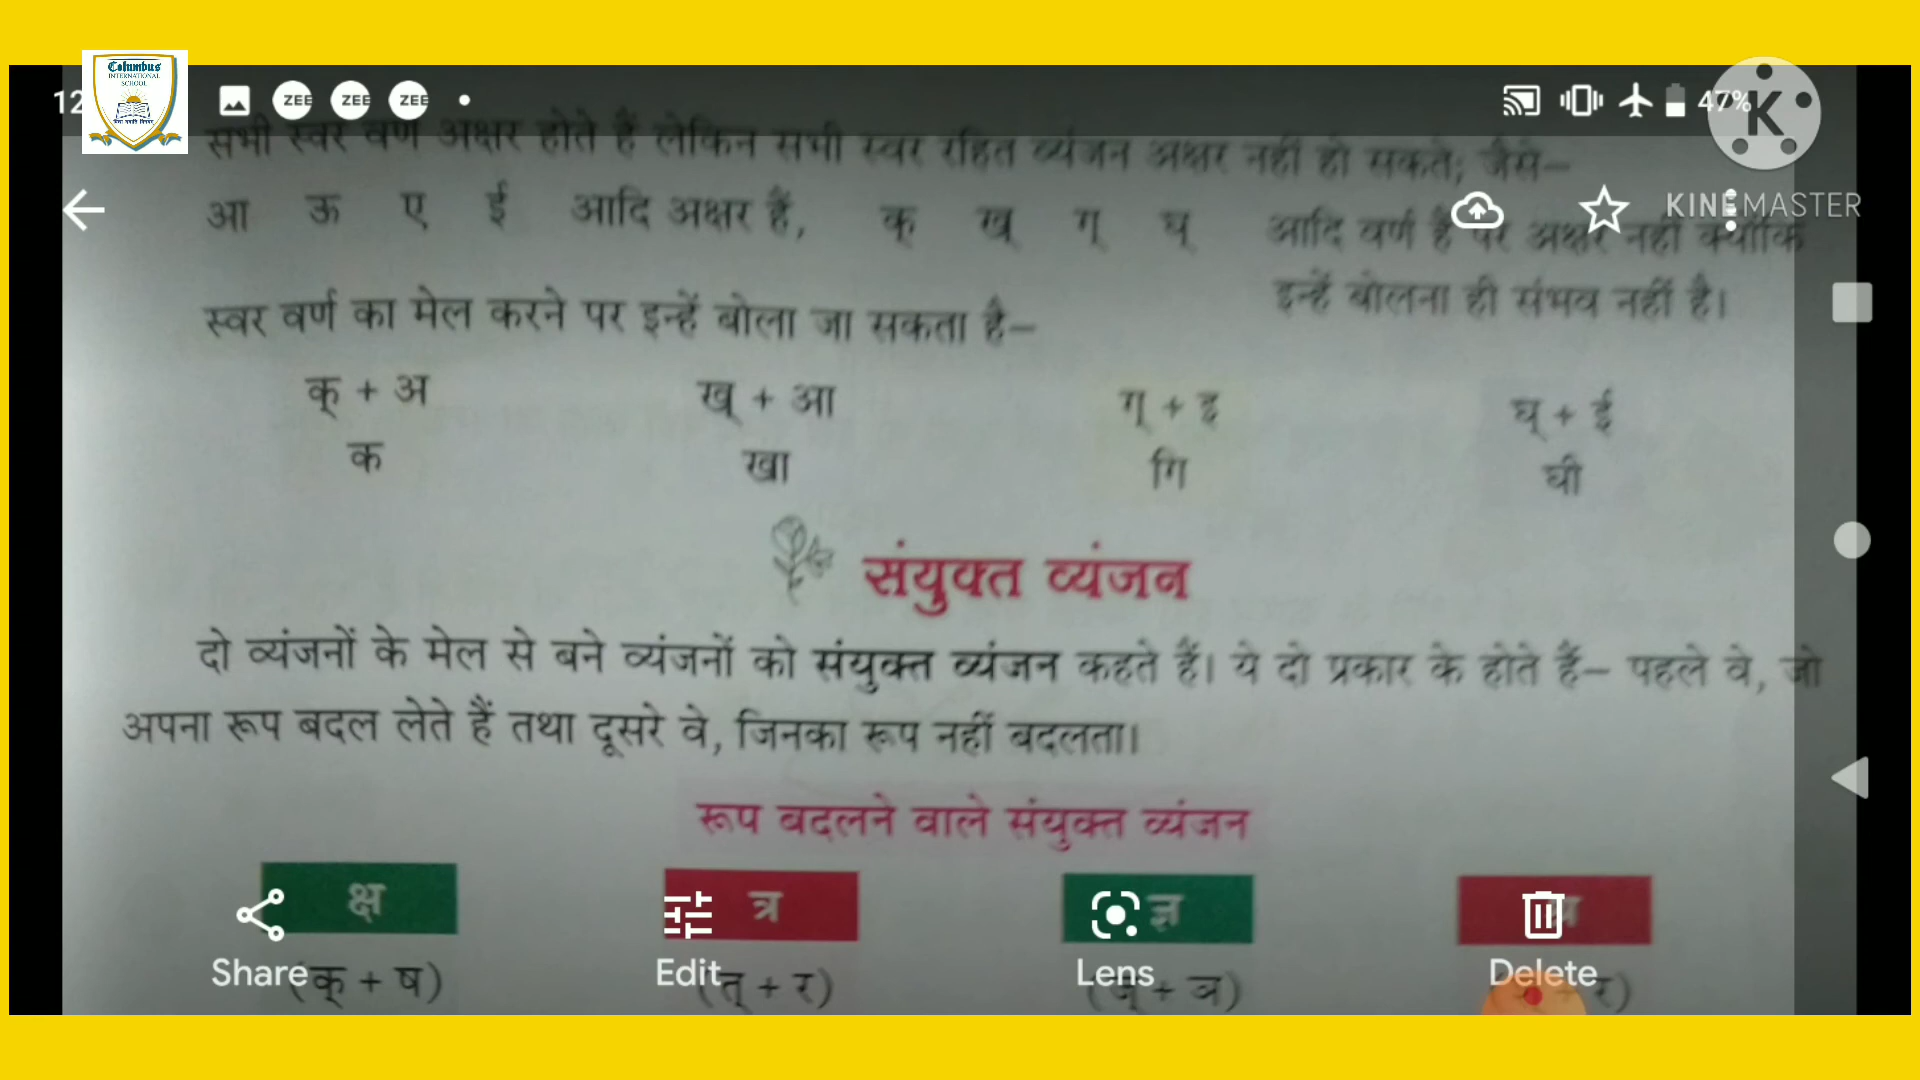 Columbus
INTERNATIONAL
SCHOOL
12
ZEE ZEE ZEE
47%
K
KINEMASTER
सभी स्वर वर्ण अक्षर होते हैं लेकिन सभी स्वर रहित व्यंजन अक्षर नहीं हो सकते; जैसे–
आ ऊ ए ई आदि अक्षर हैं, क् ख् ग् घ् आदि वर्ण हैं पर अक्षर नहीं क्योंकि
इन्हें बोलना ही संभव नहीं है।
स्वर वर्ण का मेल करने पर इन्हें बोला जा सकता है–
क् + अ ख् + आ ग् + इ घ् + ई
क खा गि घी
संयुक्त व्यंजन
दो व्यंजनों के मेल से बने व्यंजनों को संयुक्त व्यंजन कहते हैं। ये दो प्रकार के होते हैं– पहले वे, जो
अपना रूप बदल लेते हैं तथा दूसरे वे, जिनका रूप नहीं बदलता।
रूप बदलने वाले संयुक्त व्यंजन
क्ष त्र ज्ञ
Share Edit Lens Delete
(क् + ष) (त् + र) (ज् + ञ) + र)